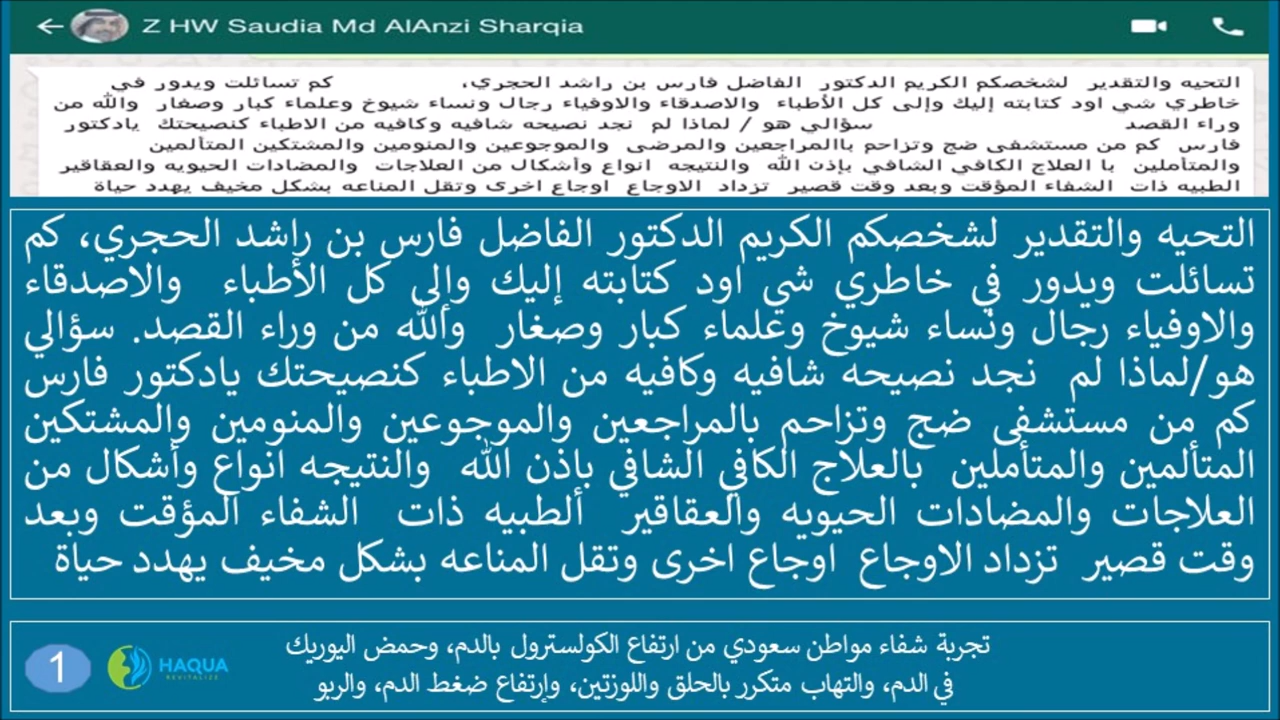 Z HW Saudia Md AlAnzi Sharqia
التحيه والتقدير لشخصكم الكريم الدكتور الفاضل فارس بن راشد الحجري، كم تسائلت ويدور في
خاطري شي اود كتابته إليك وإلى كل الأطباء والاصدقاء والاوفياء رجال ونساء شيوخ وعلماء كبار وصغار والله من
وراء القصد سؤالي هو / لماذا لم نجد نصيحه شافيه وكافيه من الاطباء كنصيحتك يادكتور
فارس كم من مستشفى ضج وتزاحم باالمراجعين والمرضى والموجوعين والمنومين والمشتكين المتألمين
والمتأملين با العلاج الكافي الشافي بإذن الله والنتيجه انواع وأشكال من العلاجات والمضادات الحيويه والعقاقير
الطبيه ذات الشفاء المؤقت وبعد وقت قصير تزداد الاوجاع اوجاع اخرى وتقل المناعه بشكل مخيف يهدد حياة
التحيه والتقدير لشخصكم الكريم الدكتور الفاضل فارس بن راشد الحجري، كم
تسائلت ويدور في خاطري شي اود كتابته إليك وإلى كل الأطباء والاصدقاء
والاوفياء رجال ونساء شيوخ وعلماء كبار وصغار والله من وراء القصد. سؤالي
هو/لماذا لم نجد نصيحه شافيه وكافيه من الاطباء كنصيحتك يادكتور فارس
كم من مستشفى ضج وتزاحم بالمراجعين والموجوعين والمنومين والمشتكين
المتألمين والمتأملين بالعلاج الكافي الشافي بإذن الله والنتيجه انواع وأشكال من
العلاجات والمضادات الحيويه والعقاقير ألطبيه ذات الشفاء المؤقت وبعد
وقت قصير تزداد الاوجاع اوجاع اخرى وتقل المناعه بشكل مخيف يهدد حياة
تجربة شفاء مواطن سعودي من ارتفاع الكولسترول بالدم، وحمض اليوريك
في الدم، والتهاب متكرر بالحلق واللوزتين، وإرتفاع ضغط الدم، والربو
1
HAQUA
REVITALIZE